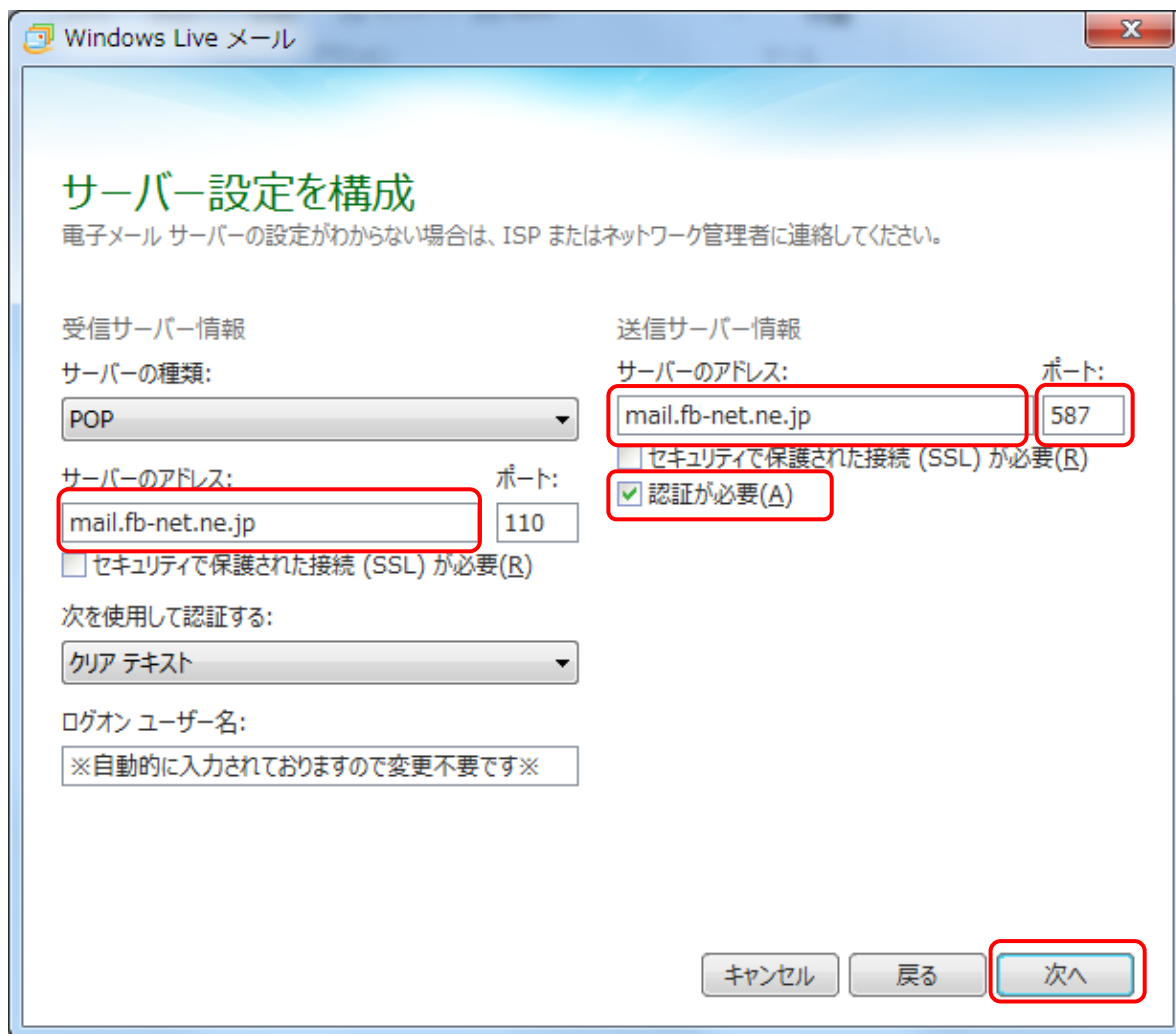 Windows Live メール
サーバー設定を構成
電子メール サーバーの設定がわからない場合は、ISP またはネットワーク管理者に連絡してください。
受信サーバー情報
サーバーの種類:
POP
サーバーのアドレス:
ポート:
mail.fb-net.ne.jp
110
セキュリティで保護された接続 (SSL) が必要(R)
次を使用して認証する:
クリア テキスト
ログオン ユーザー名:
※自動的に入力されておりますので変更不要です※
送信サーバー情報
サーバーのアドレス:
ポート:
mail.fb-net.ne.jp
587
セキュリティで保護された接続 (SSL) が必要(R)
認証が必要(A)
キャンセル
戻る
次へ